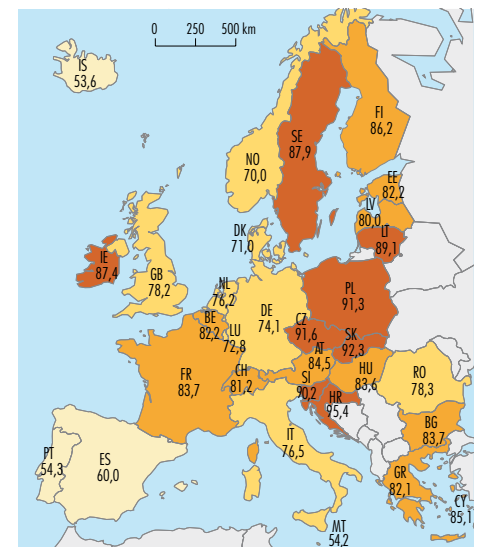 0 250 500 km
IS
53,6
FI
86,2
SE
87,9
NO
70,0
EE
82,2
LV
80,0
LT
89,1
DK
71,0
IE
87,4
GB
78,2
NL
76,2
BE
82,2
LU
72,8
DE
74,1
PL
91,3
CZ
91,6
SK
92,3
AT
84,5
CH
81,2
FR
83,7
SI
90,2
HR
95,4
HU
83,6
RO
78,3
BG
83,7
IT
76,5
PT
54,3
ES
60,0
GR
82,1
CY
85,1
MT
54,2